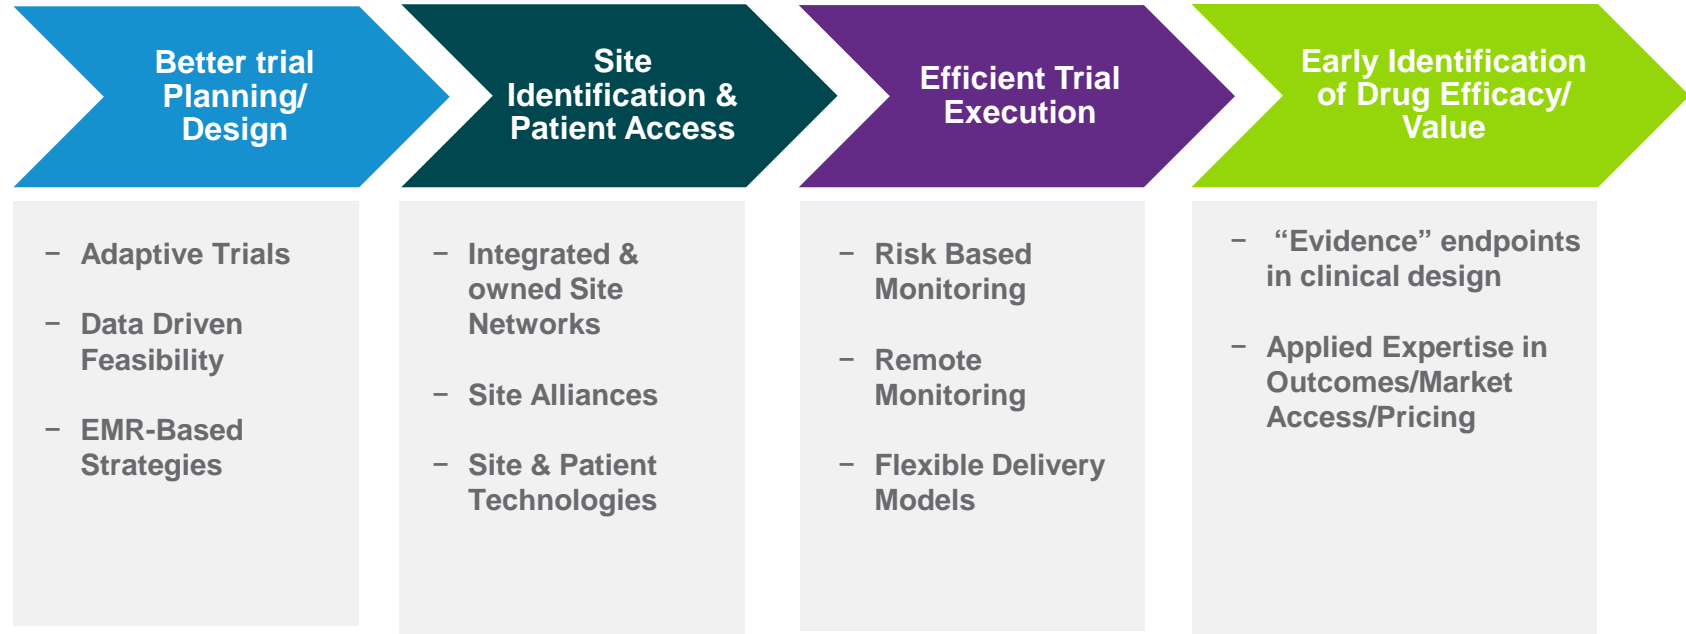 Better trial
Planning/
Design
Site
Identification &
Patient Access
Efficient Trial
Execution
Early Identification
of Drug Efficacy/
Value
− Adaptive Trials
− Data Driven
Feasibility
− EMR-Based
Strategies
− Integrated &
owned Site
Networks
− Site Alliances
− Site & Patient
Technologies
− Risk Based
Monitoring
− Remote
Monitoring
− Flexible Delivery
Models
− “Evidence” endpoints
in clinical design
− Applied Expertise in
Outcomes/Market
Access/Pricing